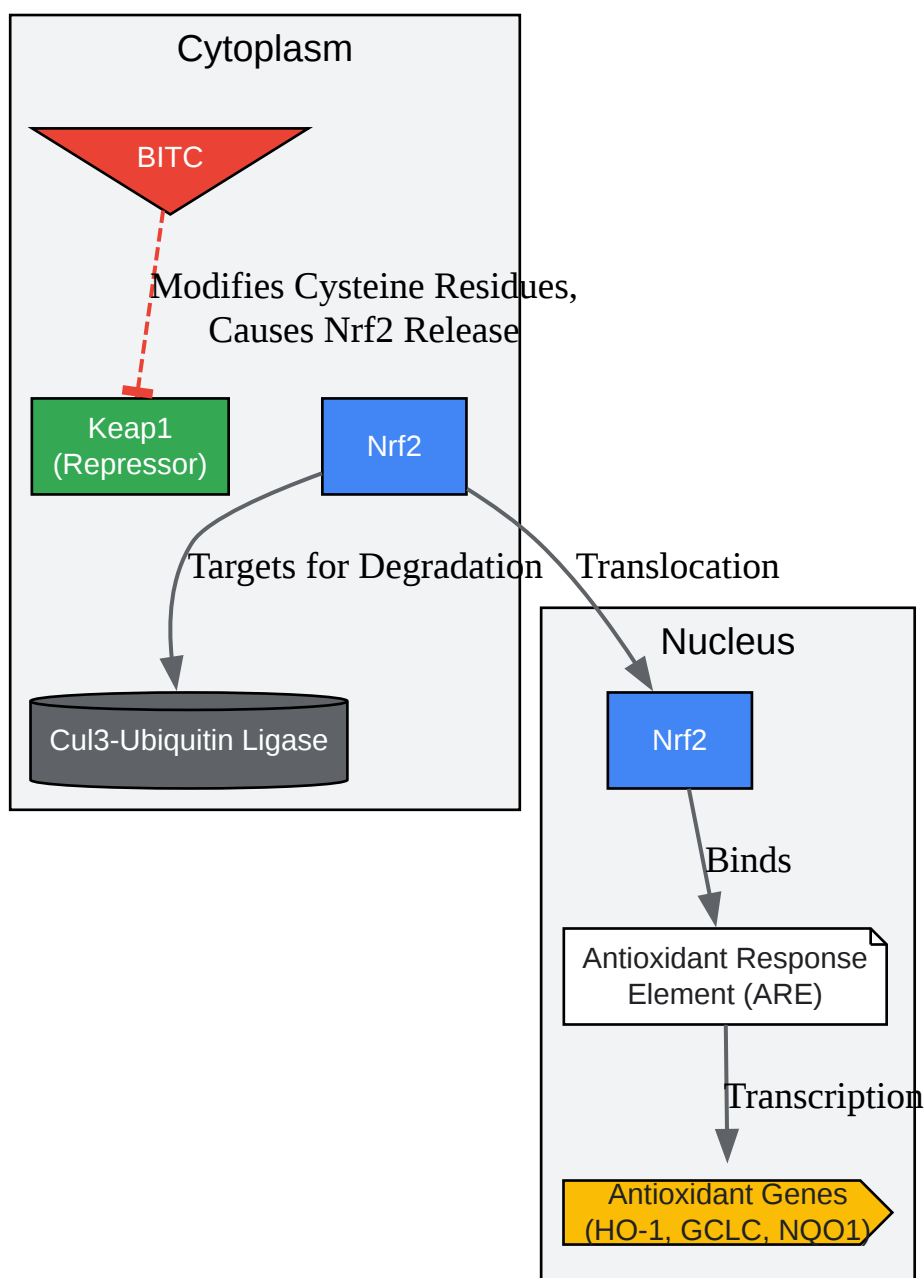 Cytoplasm
BITC
Modifies Cysteine Residues,
Causes Nrf2 Release
Keap1
(Repressor)
Nrf2
Targets for Degradation
Translocation
Nucleus
Cul3-Ubiquitin Ligase
Nrf2
Binds
Antioxidant Response
Element (ARE)
Transcription
Antioxidant Genes
(HO-1, GCLC, NQO1)